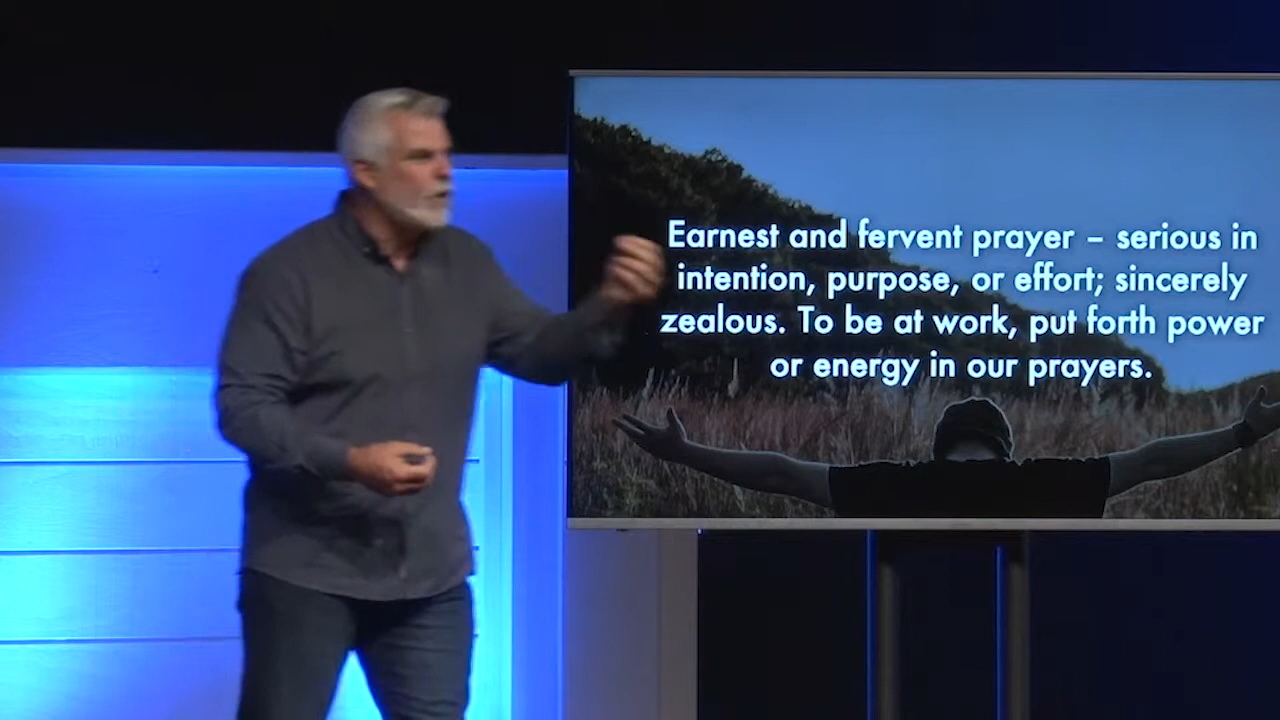 Earnest and fervent prayer – serious in
intention, purpose, or effort; sincerely
zealous. To be at work, put forth power
or energy in our prayers.